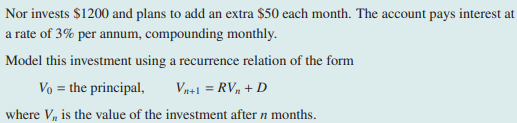 Nor invests $1200 and plans to add an extra $50 each month. The account pays interest at
a rate of 3% per annum, compounding monthly.
Model this investment using a recurrence relation of the form
V₀ = the principal, Vₙ₊₁ = RVₙ + D
where Vₙ is the value of the investment after n months.